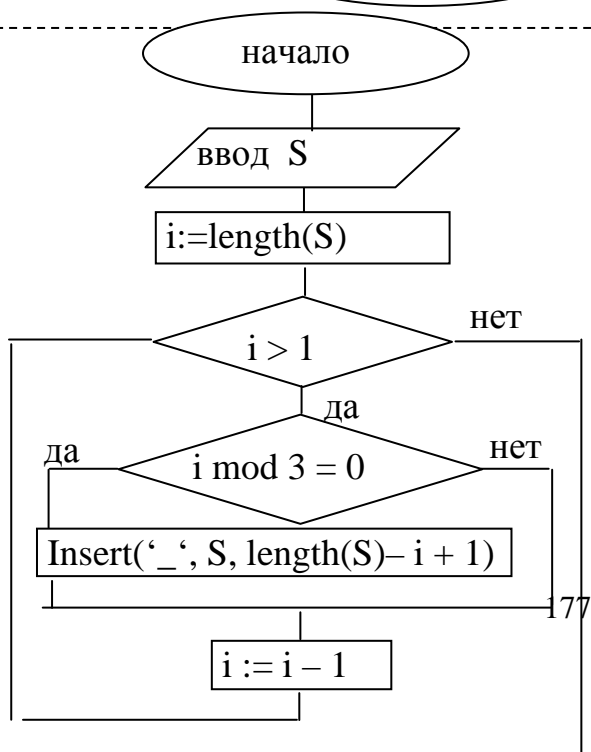 начало
ввод S
i:=length(S)
нет
i > 1
да
да
нет
i mod 3 = 0
Insert(‘_‘, S, length(S)– i + 1)
177
i := i – 1